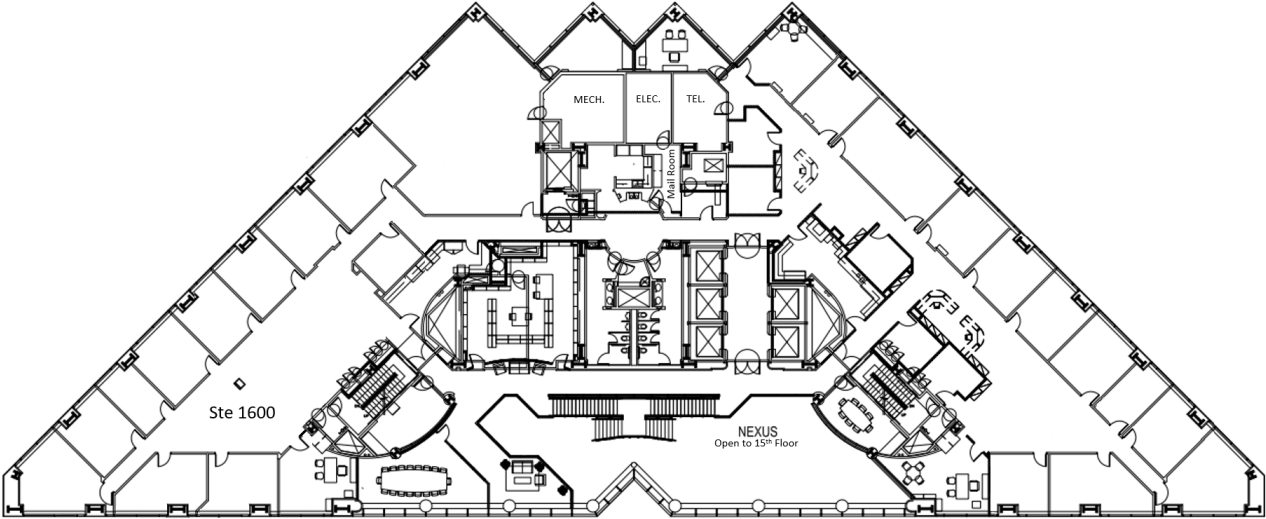 MECH.
ELEC.
TEL.
Mail Room
Ste 1600
NEXUS
Open to 15th Floor